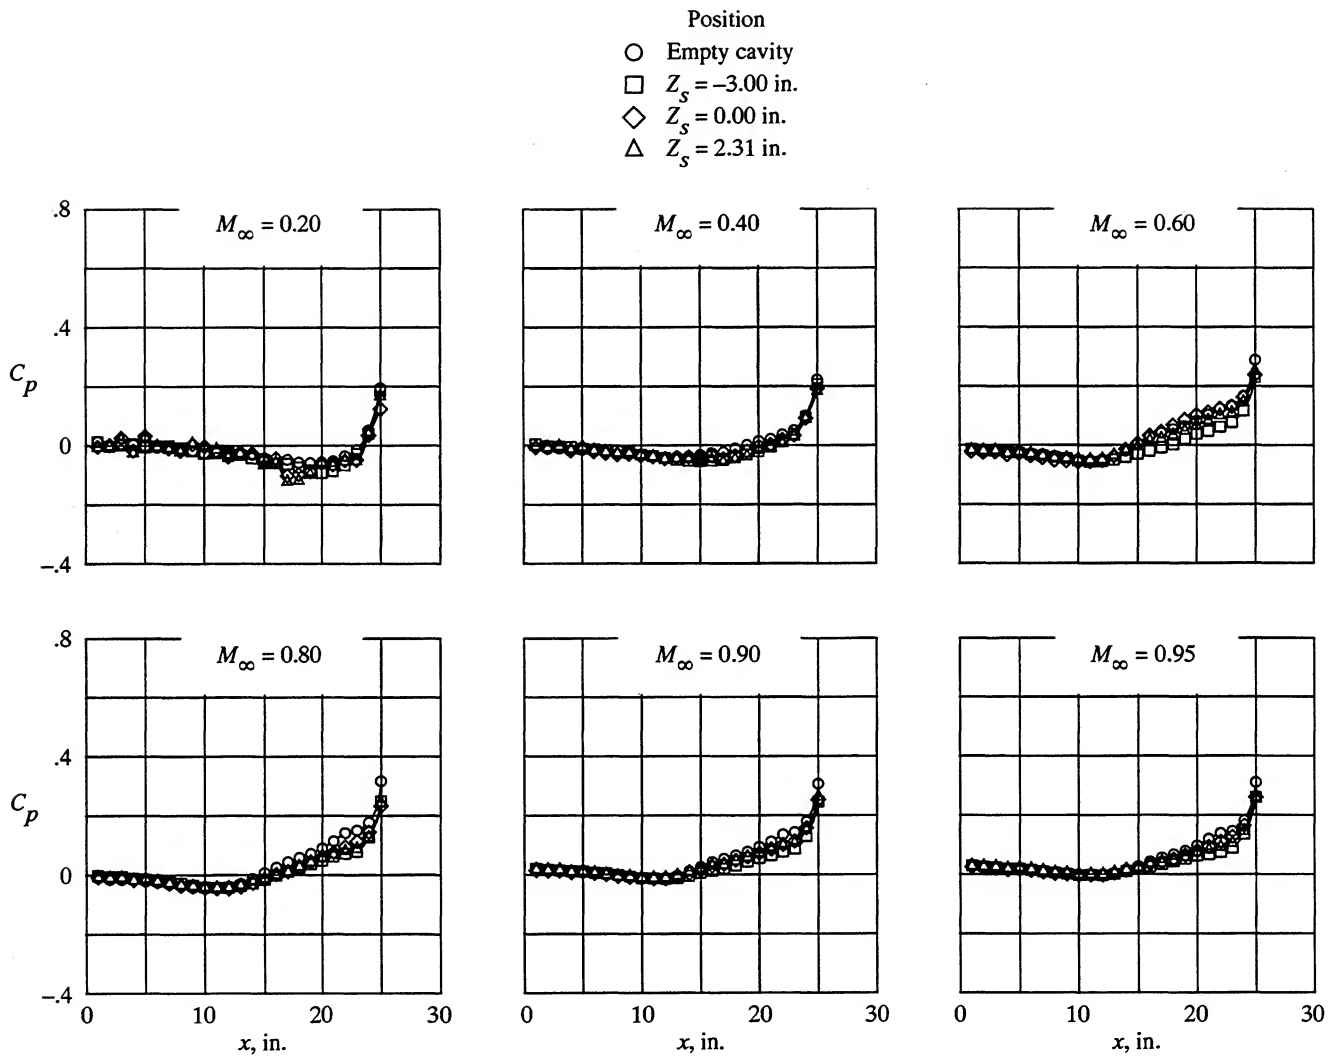 Position
Empty cavity
Z_s = –3.00 in.
Z_s = 0.00 in.
Z_s = 2.31 in.
M_∞ = 0.20
M_∞ = 0.40
M_∞ = 0.60
.8
.4
C_p
0
–.4
M_∞ = 0.80
M_∞ = 0.90
M_∞ = 0.95
.8
.4
C_p
0
–.4
0 10 20 30
0 10 20 30
0 10 20 30
x, in.
x, in.
x, in.